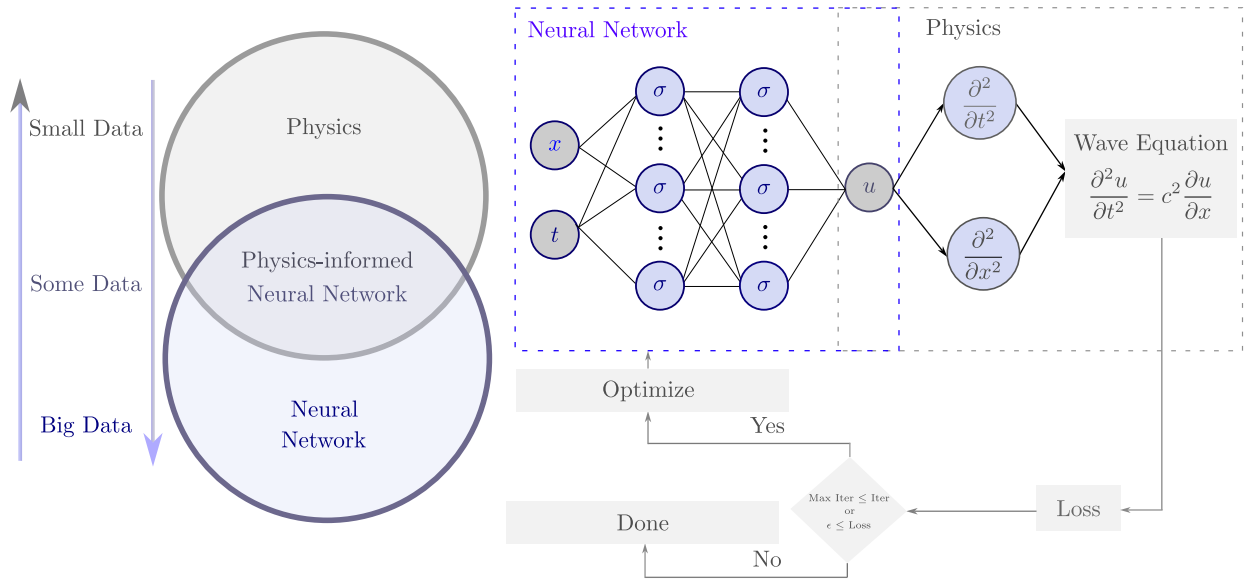 Small Data
Some Data
Big Data
Physics
Physics-informed
Neural Network
Neural
Network
Neural Network
Physics
x
t
σ
σ
σ
σ
σ
σ
u
∂²/∂t²
∂²/∂x²
Wave Equation
∂²u/∂t² = c² ∂u/∂x
Optimize
Yes
Max Iter ≤ Iter
or
ϵ ≤ Loss
Loss
Done
No